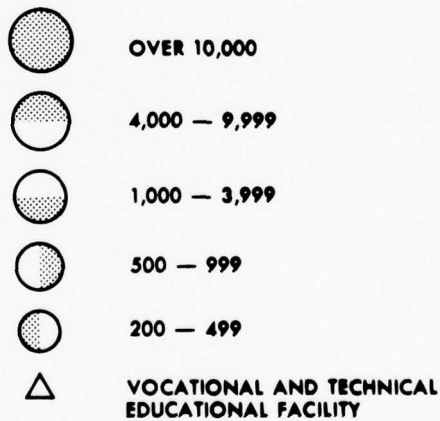 OVER 10,000
4,000 — 9,999
1,000 — 3,999
500 — 999
200 — 499
VOCATIONAL AND TECHNICAL
EDUCATIONAL FACILITY